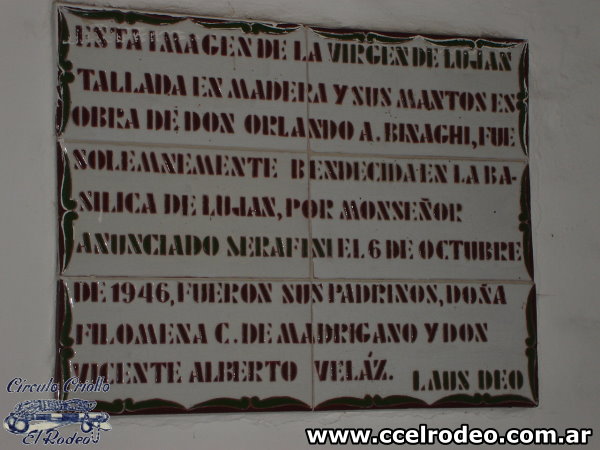 ESTA IMAGEN DE LA VIRGEN DE LUJAN
TALLADA EN MADERA Y SUS MANTOS ES
OBRA DE DON ORLANDO A. BINAGHI, FUE
SOLEMNEMENTE BENDECIDA EN LA BA-
SILICA DE LUJAN, POR MONSEÑOR
ANUNCIADO SERAFINI EL 6 DE OCTUBRE
DE 1946, FUERON SUS PADRINOS, DOÑA
FILOMENA C. DE MADRIGANO Y DON
VICENTE ALBERTO VELÁZ. LAUS DEO
Circulo Criollo
El Rodeo
www.ccelrodeo.com.ar